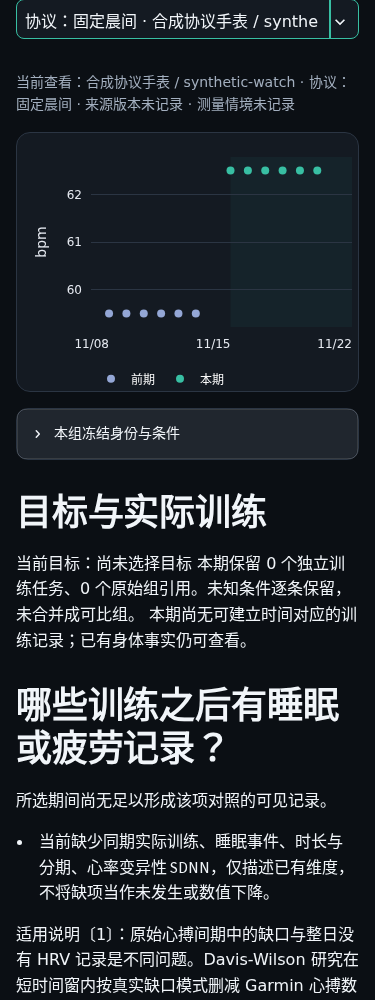 协议：固定晨间 · 合成协议手表 / synthe
当前查看：合成协议手表 / synthetic-watch · 协议：
固定晨间 · 来源版本未记录 · 测量情境未记录
62
61
60
bpm
11/08 11/15 11/22
前期 本期
本组冻结身份与条件
目标与实际训练
当前目标：尚未选择目标 本期保留 0 个独立训
练任务、0 个原始组引用。未知条件逐条保留，
未合并成可比组。 本期尚无可建立时间对应的训
练记录；已有身体事实仍可查看。
哪些训练之后有睡眠
或疲劳记录？
所选期间尚无足以形成该项对照的可见记录。
• 当前缺少同期实际训练、睡眠事件、时长与
分期、心率变异性 SDNN，仅描述已有维度，
不将缺项当作未发生或数值下降。
适用说明〔1〕：原始心搏间期中的缺口与整日没
有 HRV 记录是不同问题。Davis-Wilson 研究在
短时间窗内按真实缺口模式删减 Garmin 心搏数